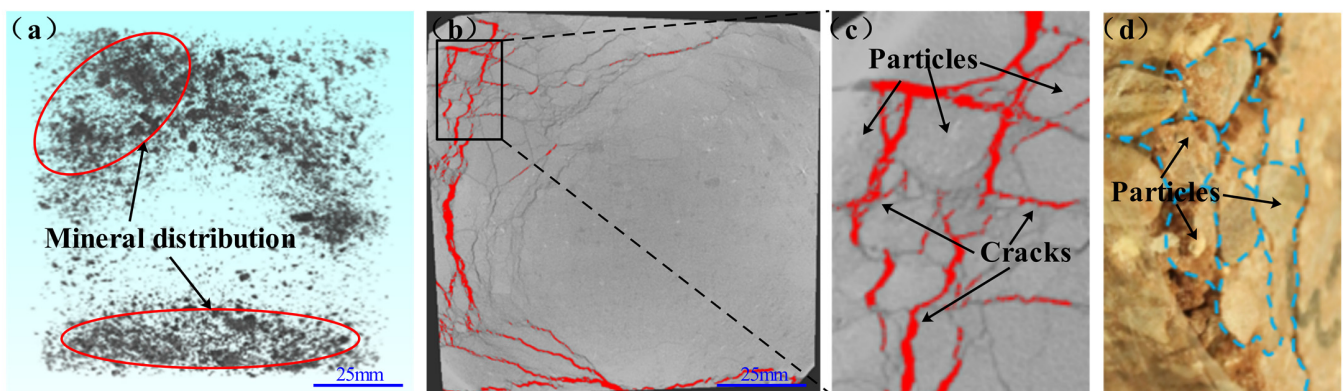 (a)
Mineral distribution
25mm
(b)
25mm
(c)
Particles
Cracks
(d)
Particles